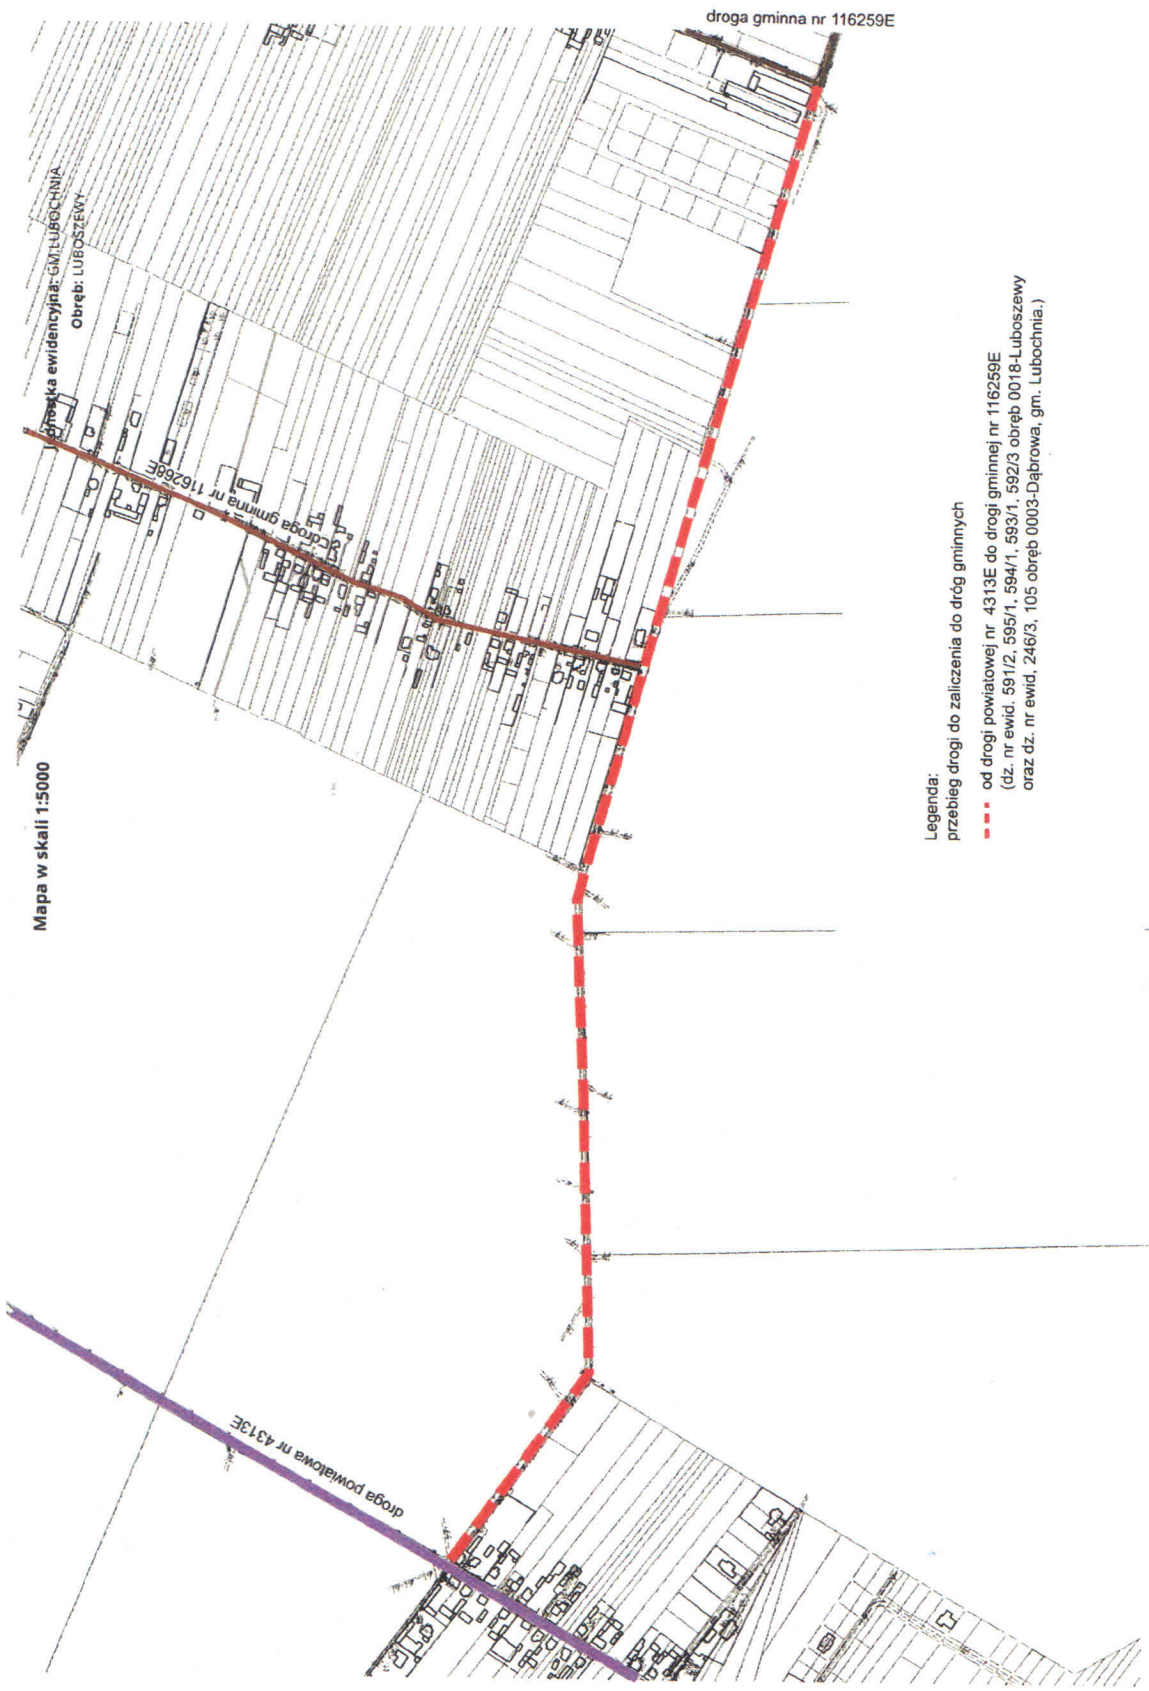 droga gminna nr 116259E
Jednostka ewidencyjna: GM.LUBOCHNIA
Obręb: LUBOSZEWY
Mapa w skali 1:5000
droga gminna nr 116268E
droga powiatowa nr 4313E
Legenda:
przebieg drogi do zaliczenia do dróg gminnych
od drogi powiatowej nr 4313E do drogi gminnej nr 116259E
(dz. nr ewid. 591/2, 595/1, 594/1, 593/1, 592/3 obręb 0018-Luboszewy
oraz dz. nr ewid, 246/3, 105 obręb 0003-Dąbrowa, gm. Lubochnia.)